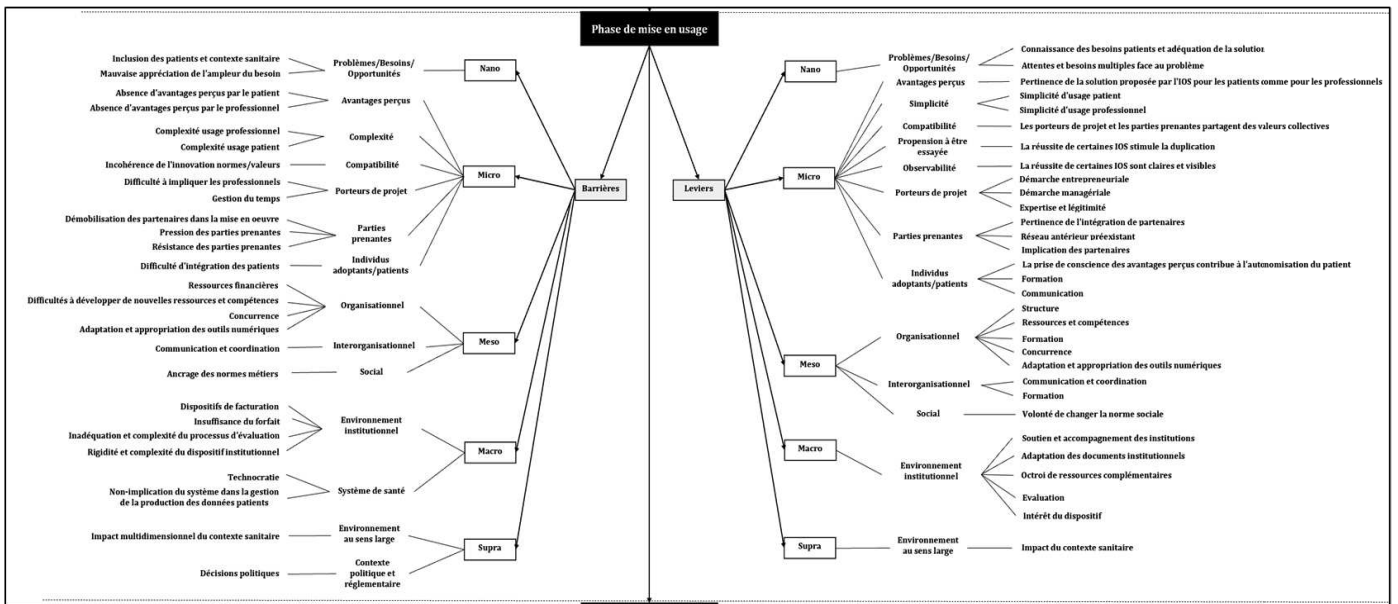 Phase de mise en usage
Barrières
Nano
Problèmes/Besoins/
Opportunités
Inclusion des patients et contexte sanitaire
Mauvaise appréciation de l'ampleur du besoin
Micro
Avantages perçus
Absence d'avantages perçus par le patient
Absence d'avantages perçus par le professionnel
Complexité
Complexité usage professionnel
Complexité usage patient
Compatibilité
Incohérence de l'innovation normes/valeurs
Porteurs de projet
Difficulté à impliquer les professionnels
Gestion du temps
Parties
prenantes
Démobilisation des partenaires dans la mise en oeuvre
Pression des parties prenantes
Résistance des parties prenantes
Individus
adoptants/patients
Difficulté d'intégration des patients
Meso
Organisationnel
Ressources financières
Difficultés à développer de nouvelles ressources et compétences
Concurrence
Adaptation et appropriation des outils numériques
Interorganisationnel
Communication et coordination
Social
Ancrage des normes métiers
Macro
Environnement
institutionnel
Dispositifs de facturation
Insuffisance du forfait
Inadéquation et complexité du processus d'évaluation
Rigidité et complexité du dispositif institutionnel
Système de santé
Technocratie
Non-implication du système dans la gestion
de la production des données patients
Supra
Environnement
au sens large
Impact multidimensionnel du contexte sanitaire
Contexte
politique et
réglementaire
Décisions politiques
Leviers
Nano
Problèmes/Besoins/
Opportunités
Connaissance des besoins patients et adéquation de la solution
Attentes et besoins multiples face au problème
Micro
Avantages perçus
Pertinence de la solution proposée par l'IOS pour les patients comme pour les professionnels
Simplicité
Simplicité d'usage patient
Simplicité d'usage professionnel
Compatibilité
Les porteurs de projet et les parties prenantes partagent des valeurs collectives
Propension à être
essayée
La réussite de certaines IOS stimule la duplication
Observabilité
La réussite de certaines IOS sont claires et visibles
Porteurs de projet
Démarche entrepreneuriale
Démarche managériale
Expertise et légitimité
Parties prenantes
Pertinence de l'intégration de partenaires
Réseau antérieur préexistant
Implication des partenaires
Individus
adoptants/patients
La prise de conscience des avantages perçus contribue à l'autonomisation du patient
Formation
Communication
Meso
Organisationnel
Structure
Ressources et compétences
Formation
Concurrence
Adaptation et appropriation des outils numériques
Interorganisationnel
Communication et coordination
Formation
Social
Volonté de changer la norme sociale
Macro
Environnement
institutionnel
Soutien et accompagnement des institutions
Adaptation des documents institutionnels
Octroi de ressources complémentaires
Evaluation
Intérêt du dispositif
Supra
Environnement
au sens large
Impact du contexte sanitaire